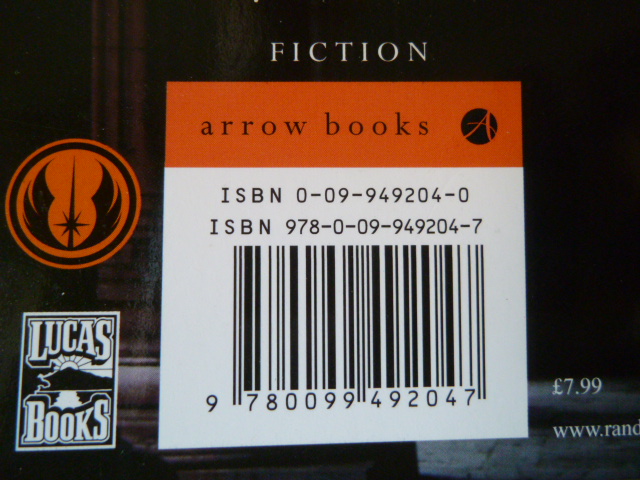 FICTION
arrow books A
ISBN 0-09-949204-0
ISBN 978-0-09-949204-7
9 780099 492047
LUCAS
BOOKS
£7.99
www.rand